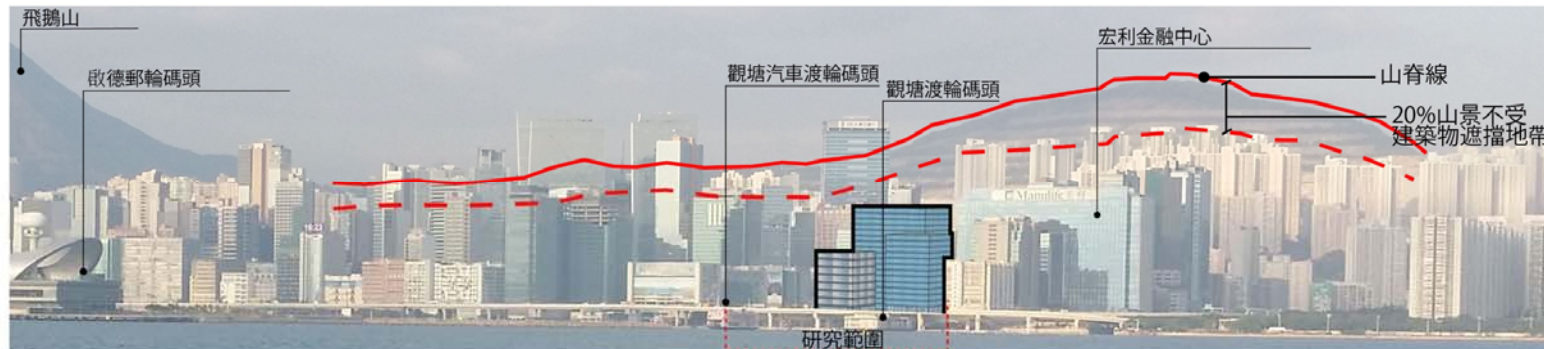 飛鵝山
啟德郵輪碼頭
觀塘汽車渡輪碼頭
觀塘渡輪碼頭
宏利金融中心
山脊線
20%山景不受
建築物遮擋地帶
Manulife
研究範圍